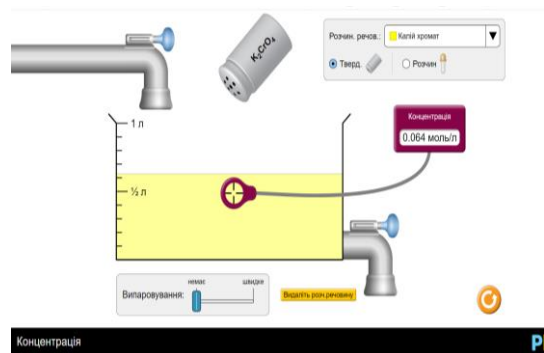 K₂CrO₄
Розчин. речов.: Калій хромат
Тверд. Розчин
1 л
Концентрація
0.064 моль/л
½ л
немає швидке
Випаровування:
Видаліть розч.речовину
Концентрація
P